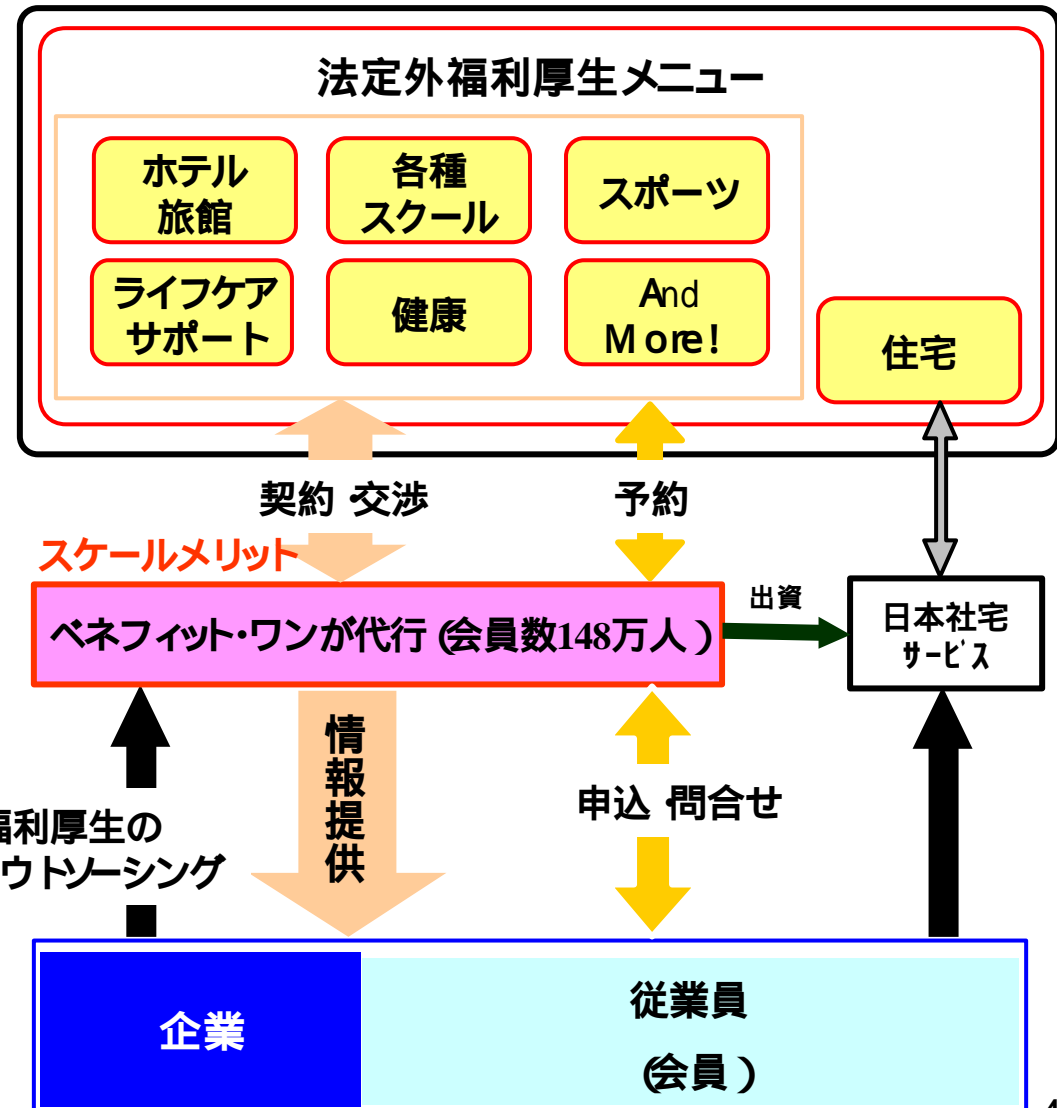 法定外福利厚生メニュー
ホテル
旅館
各種
スクール
スポーツ
ライフケア
サポート
健康
And
More!
住宅
契約・交渉
予約
スケールメリット
ベネフィット・ワンが代行(会員数148万人)
出資
日本社宅
サービス
情報提供
申込・問合せ
福利厚生の
ウトソーシング
企業
従業員
(会員)